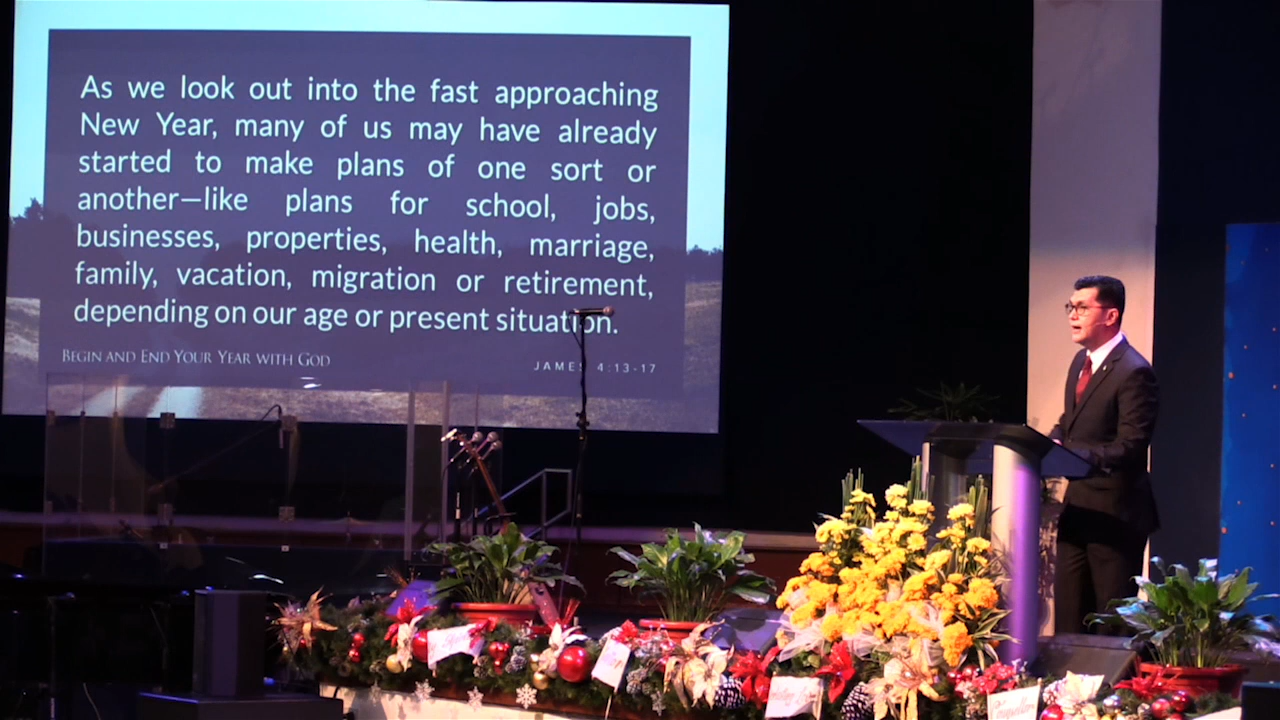 As we look out into the fast approaching
New Year, many of us may have already
started to make plans of one sort or
another—like plans for school, jobs,
businesses, properties, health, marriage,
family, vacation, migration or retirement,
depending on our age or present situation.
BEGIN AND END YOUR YEAR WITH GOD
JAMES 4:13-17